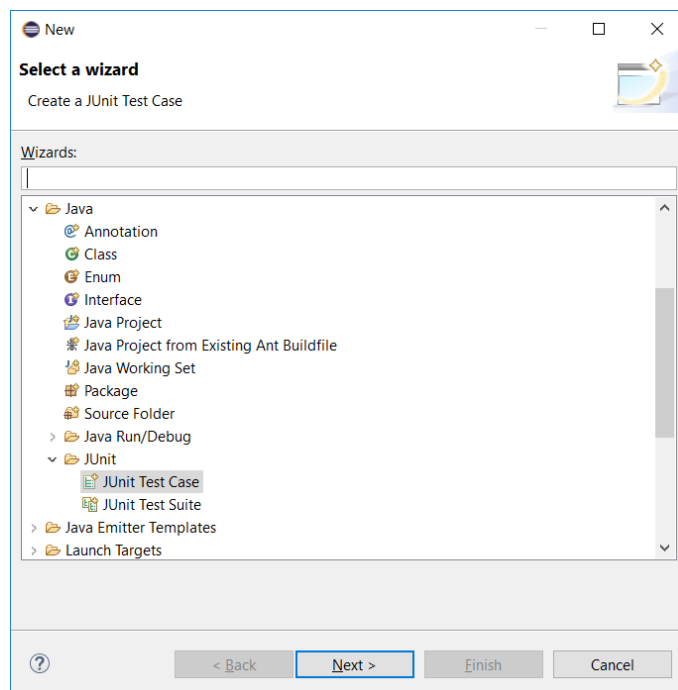 New
Select a wizard
Create a JUnit Test Case
Wizards:
Java
Annotation
Class
Enum
Interface
Java Project
Java Project from Existing Ant Buildfile
Java Working Set
Package
Source Folder
Java Run/Debug
JUnit
JUnit Test Case
JUnit Test Suite
Java Emitter Templates
Launch Targets
? < Back Next > Finish Cancel